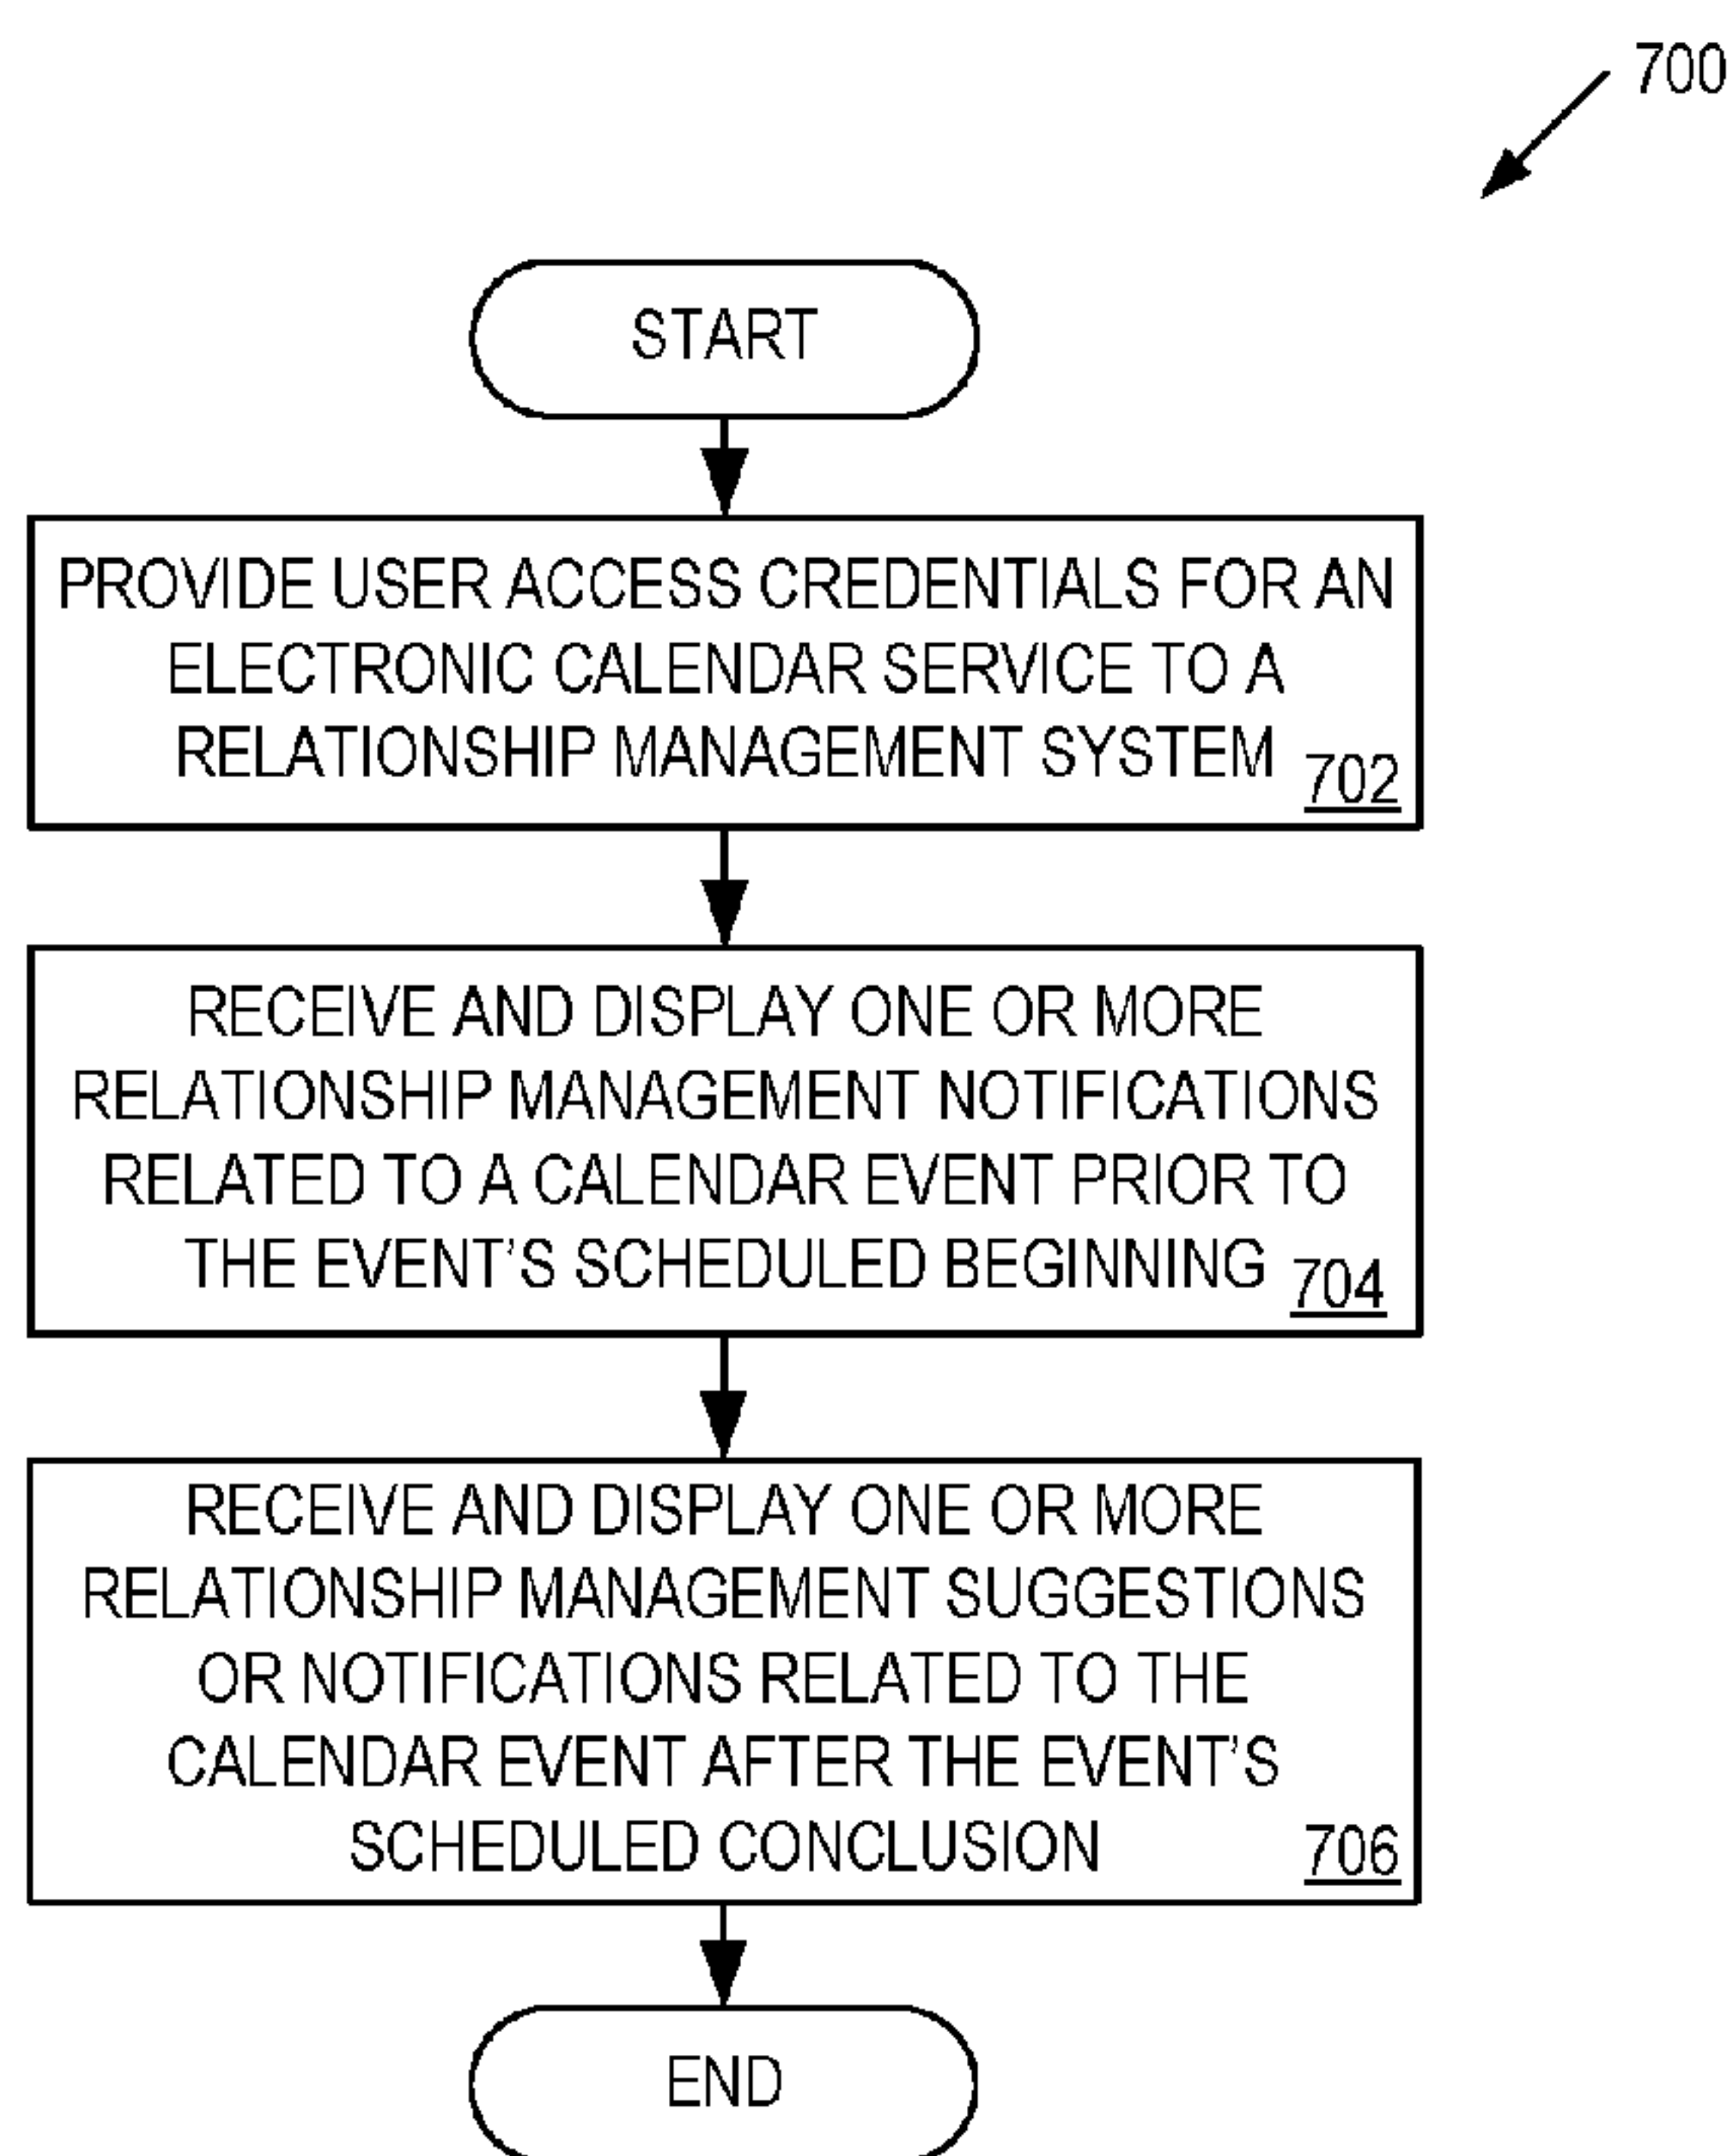 700
START
PROVIDE USER ACCESS CREDENTIALS FOR AN
ELECTRONIC CALENDAR SERVICE TO A
RELATIONSHIP MANAGEMENT SYSTEM
702
RECEIVE AND DISPLAY ONE OR MORE
RELATIONSHIP MANAGEMENT NOTIFICATIONS
RELATED TO A CALENDAR EVENT PRIOR TO
THE EVENT'S SCHEDULED BEGINNING
704
RECEIVE AND DISPLAY ONE OR MORE
RELATIONSHIP MANAGEMENT SUGGESTIONS
OR NOTIFICATIONS RELATED TO THE
CALENDAR EVENT AFTER THE EVENT'S
SCHEDULED CONCLUSION
706
END